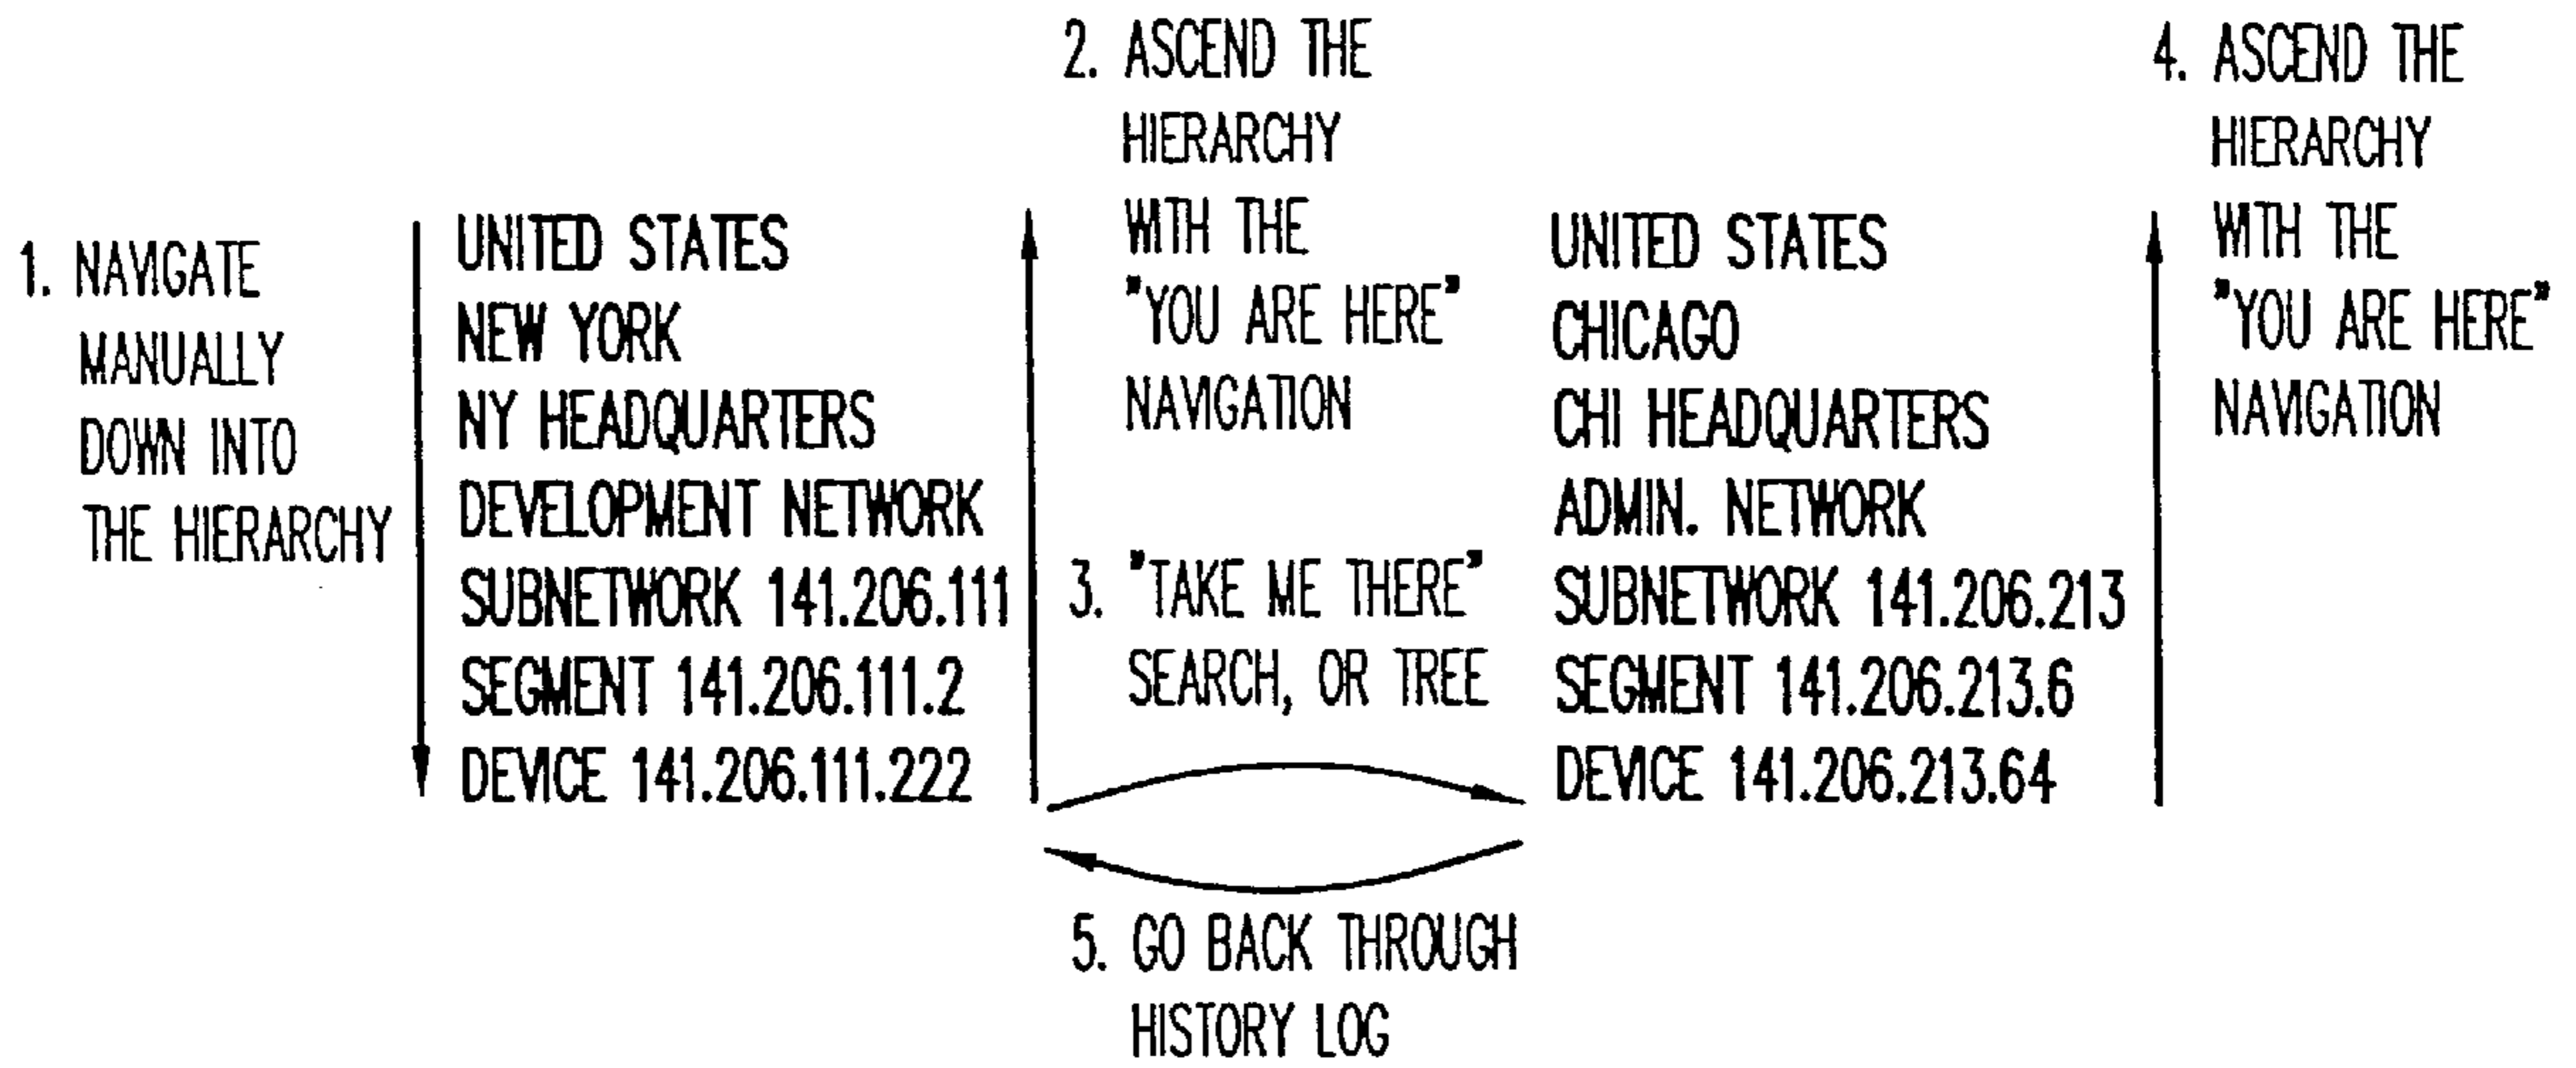 1. NAVIGATE
MANUALLY
DOWN INTO
THE HIERARCHY
UNITED STATES
NEW YORK
NY HEADQUARTERS
DEVELOPMENT NETWORK
SUBNETWORK 141.206.111
SEGMENT 141.206.111.2
DEVICE 141.206.111.222
2. ASCEND THE
HIERARCHY
WITH THE
"YOU ARE HERE"
NAVIGATION
3. "TAKE ME THERE"
SEARCH, OR TREE
UNITED STATES
CHICAGO
CHI HEADQUARTERS
ADMIN. NETWORK
SUBNETWORK 141.206.213
SEGMENT 141.206.213.6
DEVICE 141.206.213.64
4. ASCEND THE
HIERARCHY
WITH THE
"YOU ARE HERE"
NAVIGATION
5. GO BACK THROUGH
HISTORY LOG